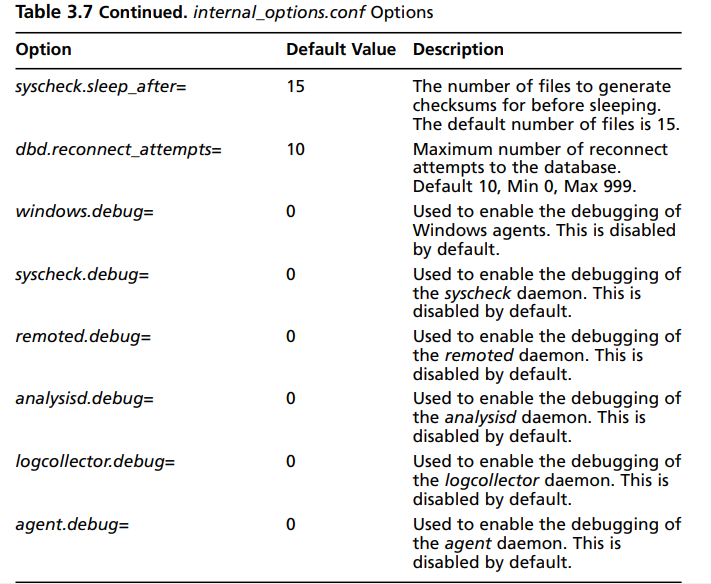 Table 3.7 Continued. internal_options.conf Options
Option Default Value Description
syscheck.sleep_after= 15 The number of files to generate
checksums for before sleeping.
The default number of files is 15.
dbd.reconnect_attempts= 10 Maximum number of reconnect
attempts to the database.
Default 10, Min 0, Max 999.
windows.debug= 0 Used to enable the debugging of
Windows agents. This is disabled
by default.
syscheck.debug= 0 Used to enable the debugging of
the syscheck daemon. This is
disabled by default.
remoted.debug= 0 Used to enable the debugging of
the remoted daemon. This is
disabled by default.
analysisd.debug= 0 Used to enable the debugging of
the analysisd daemon. This is
disabled by default.
logcollector.debug= 0 Used to enable the debugging of
the logcollector daemon. This is
disabled by default.
agent.debug= 0 Used to enable the debugging of
the agent daemon. This is
disabled by default.